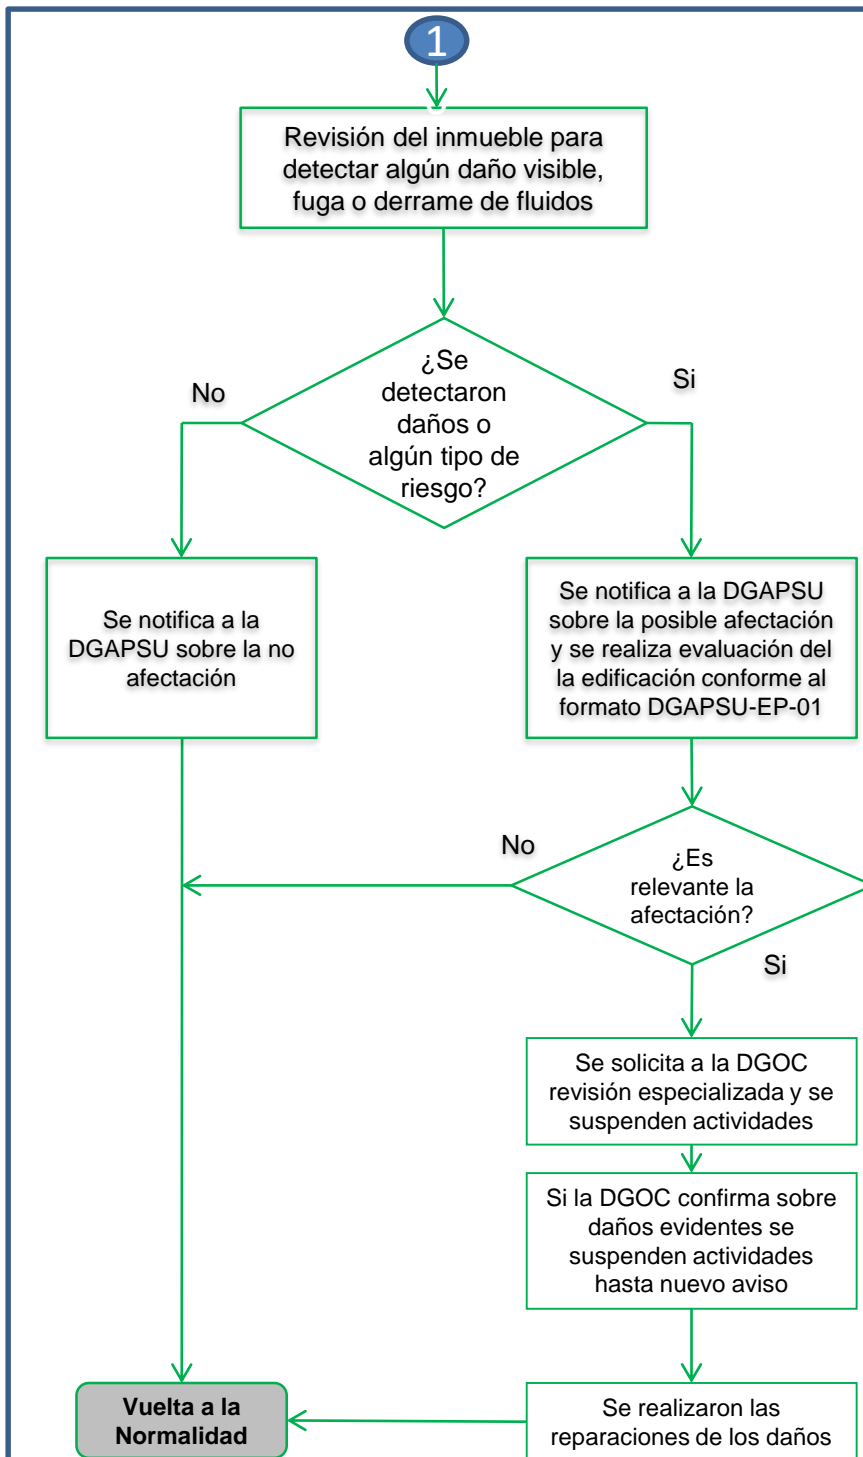 1
Revisión del inmueble para
detectar algún daño visible,
fuga o derrame de fluidos
¿Se
detectaron
daños o
algún tipo de
riesgo?
No
Si
Se notifica a la
DGAPSU sobre la no
afectación
Se notifica a la DGAPSU
sobre la posible afectación
y se realiza evaluación del
la edificación conforme al
formato DGAPSU-EP-01
¿Es
relevante la
afectación?
No
Si
Se solicita a la DGOC
revisión especializada y se
suspenden actividades
Si la DGOC confirma sobre
daños evidentes se
suspenden actividades
hasta nuevo aviso
Se realizaron las
reparaciones de los daños
Vuelta a la
Normalidad